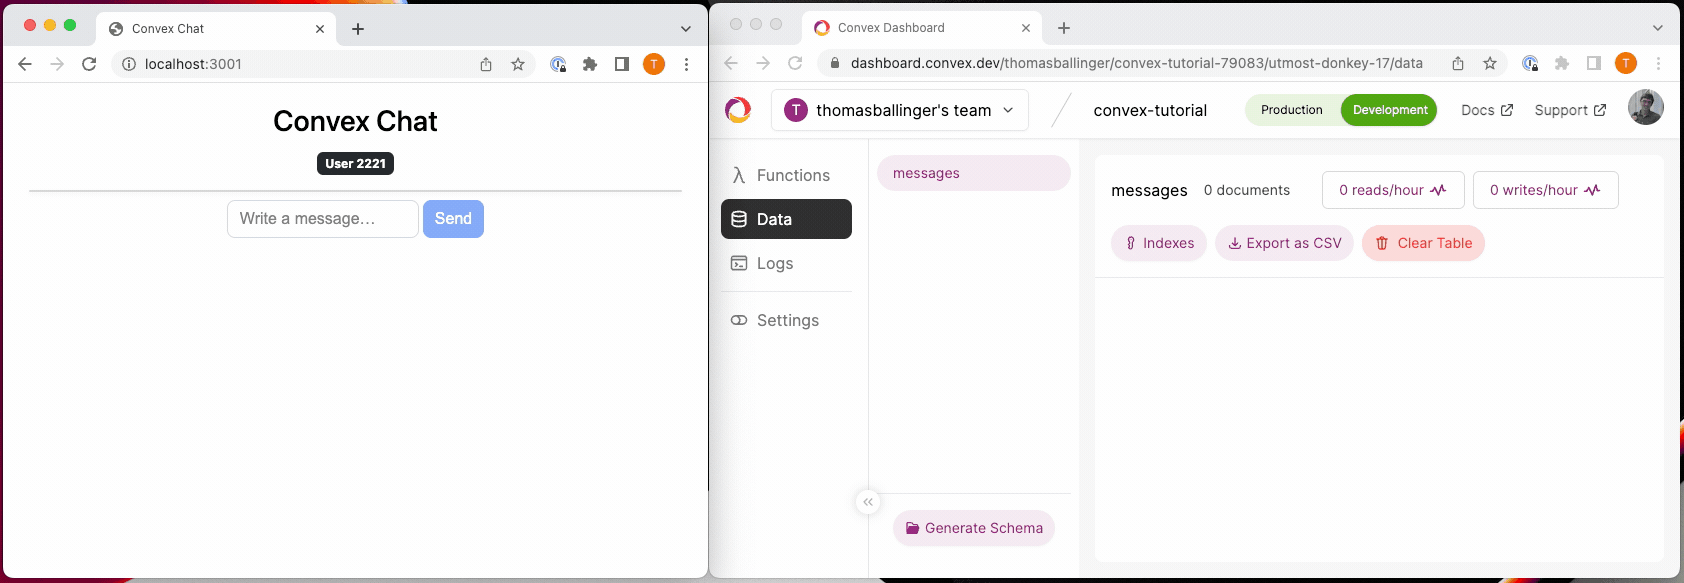 Convex Chat
localhost:3001
T
Convex Chat
User 2221
Write a message...
Send
Convex Dashboard
dashboard.convex.dev/thomasballinger/convex-tutorial-79083/utmost-donkey-17/data
T
T thomasballinger's team
convex-tutorial
Production
Development
Docs
Support
Functions
Data
Logs
Settings
messages
Generate Schema
messages
0 documents
0 reads/hour
0 writes/hour
Indexes
Export as CSV
Clear Table